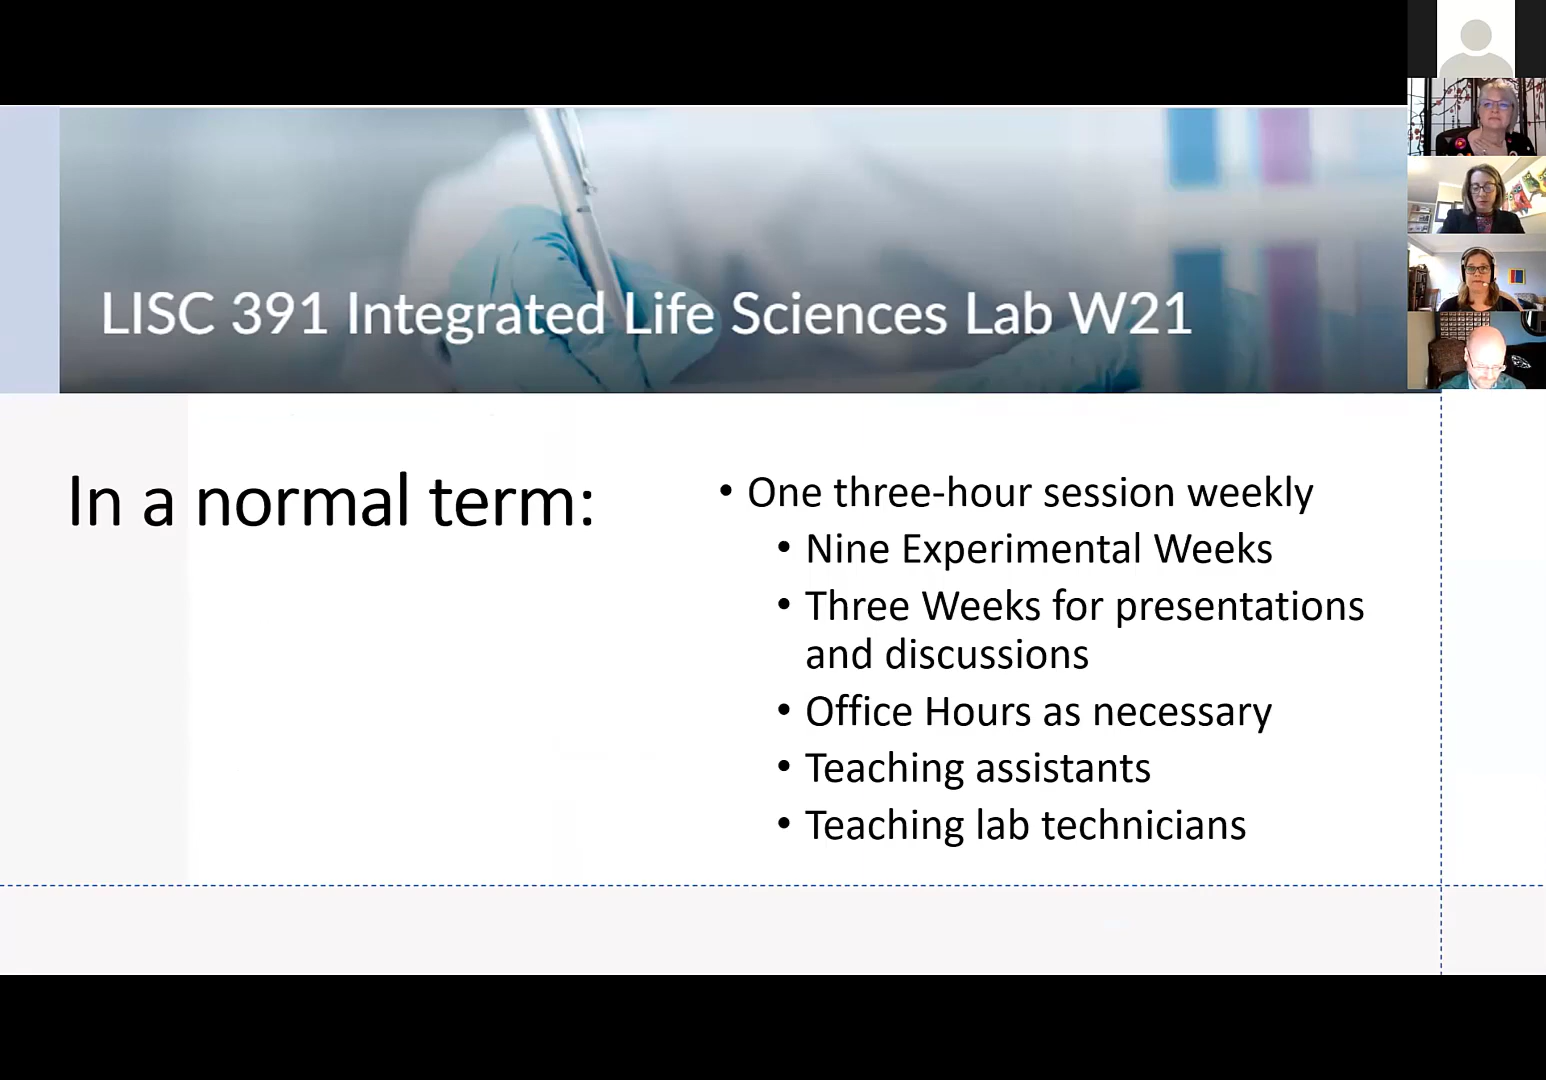 LISC 391 Integrated Life Sciences Lab W21
In a normal term:
• One three-hour session weekly
• Nine Experimental Weeks
• Three Weeks for presentations
and discussions
• Office Hours as necessary
• Teaching assistants
• Teaching lab technicians